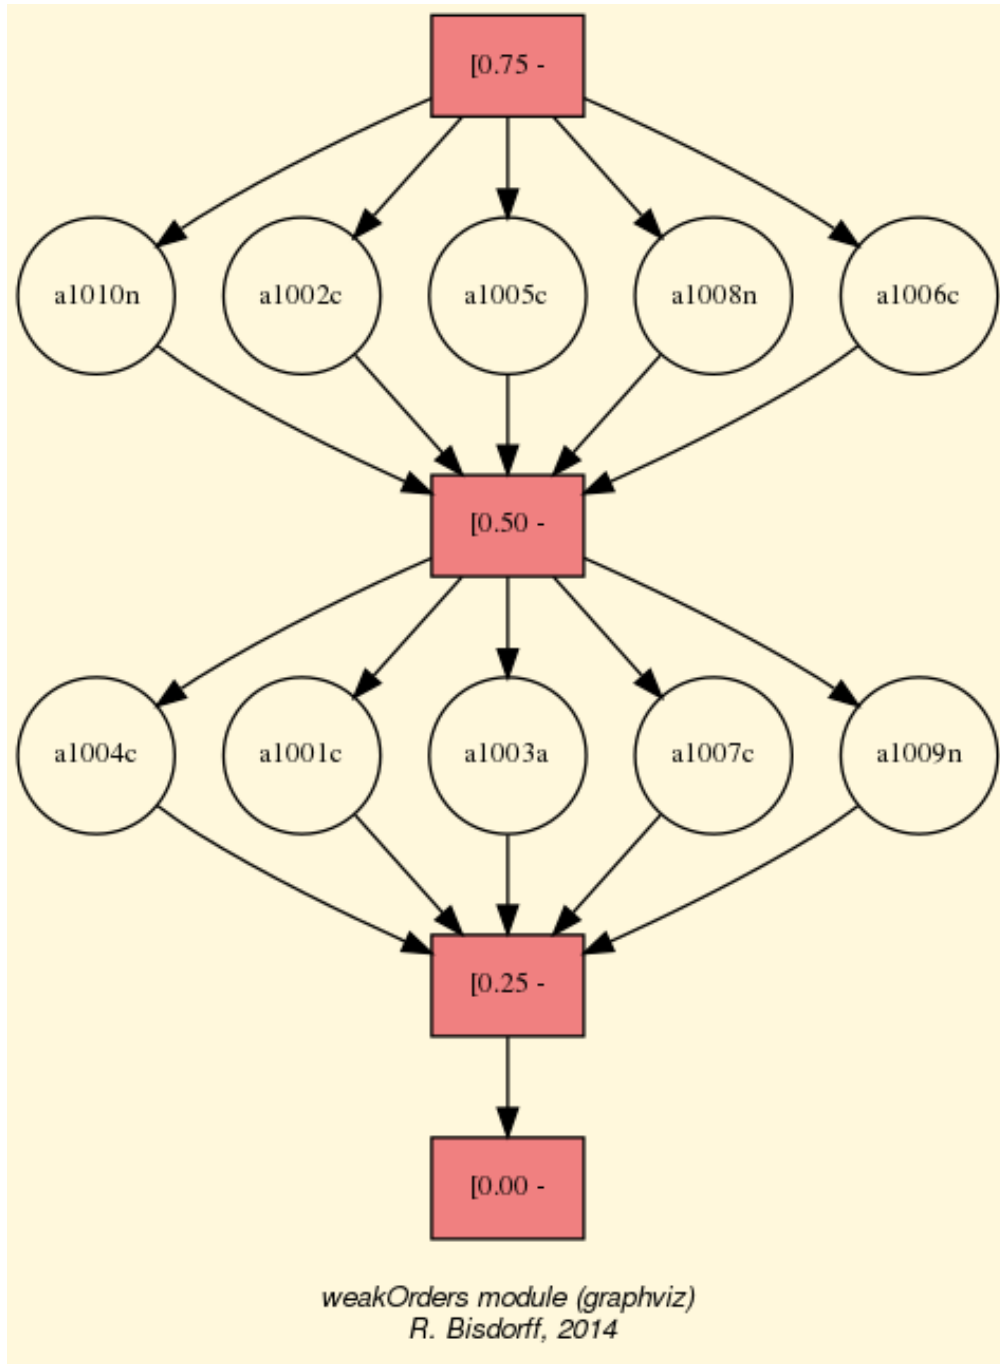 [0.75 -
a1010n
a1002c
a1005c
a1008n
a1006c
[0.50 -
a1004c
a1001c
a1003a
a1007c
a1009n
[0.25 -
[0.00 -
weakOrders module (graphviz)
R. Bisdorff, 2014